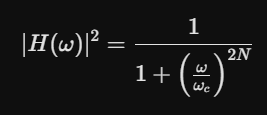 |H(ω)|² = 1 / (1 + (ω/ω_c)^{2N})